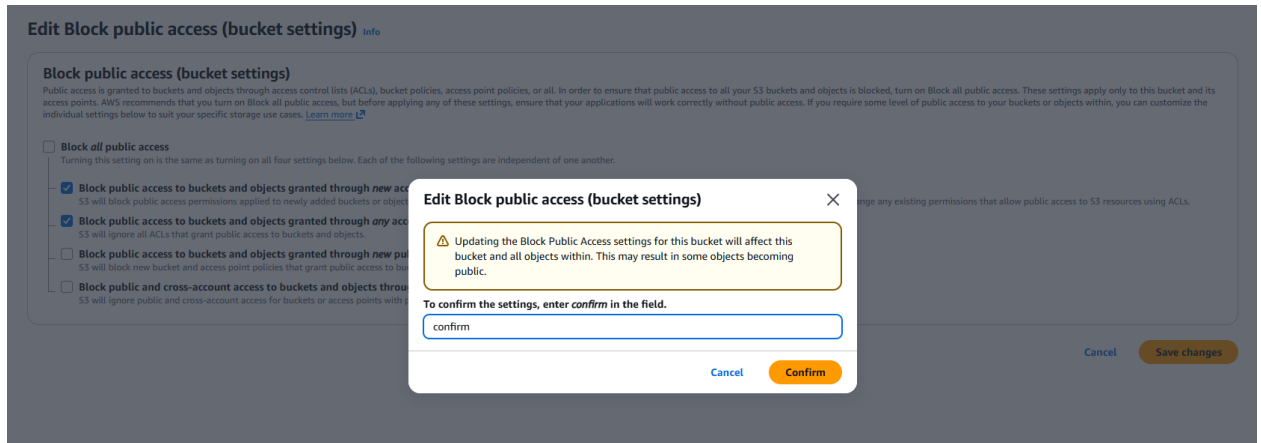 Edit Block public access (bucket settings) Info
Block public access (bucket settings)
Public access is granted to buckets and objects through access control lists (ACLs), bucket policies, access point policies, or all. In order to ensure that public access to all your S3 buckets and objects is blocked, turn on Block all public access. These settings apply only to this bucket and its
access points. AWS recommends that you turn on Block all public access, but before applying any of these settings, ensure that your applications will work correctly without public access. If you require some level of public access to your buckets or objects within, you can customize the
individual settings below to suit your specific storage use cases. Learn more
Block all public access
Turning this setting on is the same as turning on all four settings below. Each of the following settings are independent of one another.
Block public access to buckets and objects granted through new acc
S3 will block public access permissions applied to newly added buckets or object
nge any existing permissions that allow public access to S3 resources using ACLs.
Block public access to buckets and objects granted through any acc
S3 will ignore all ACLs that grant public access to buckets and objects.
Block public access to buckets and objects granted through new pul
S3 will block new bucket and access point policies that grant public access to bu
Block public and cross-account access to buckets and objects throu
S3 will ignore public and cross-account access for buckets or access points with p
Edit Block public access (bucket settings)
Updating the Block Public Access settings for this bucket will affect this
bucket and all objects within. This may result in some objects becoming
public.
To confirm the settings, enter confirm in the field.
confirm
Cancel
Confirm
Cancel
Save changes